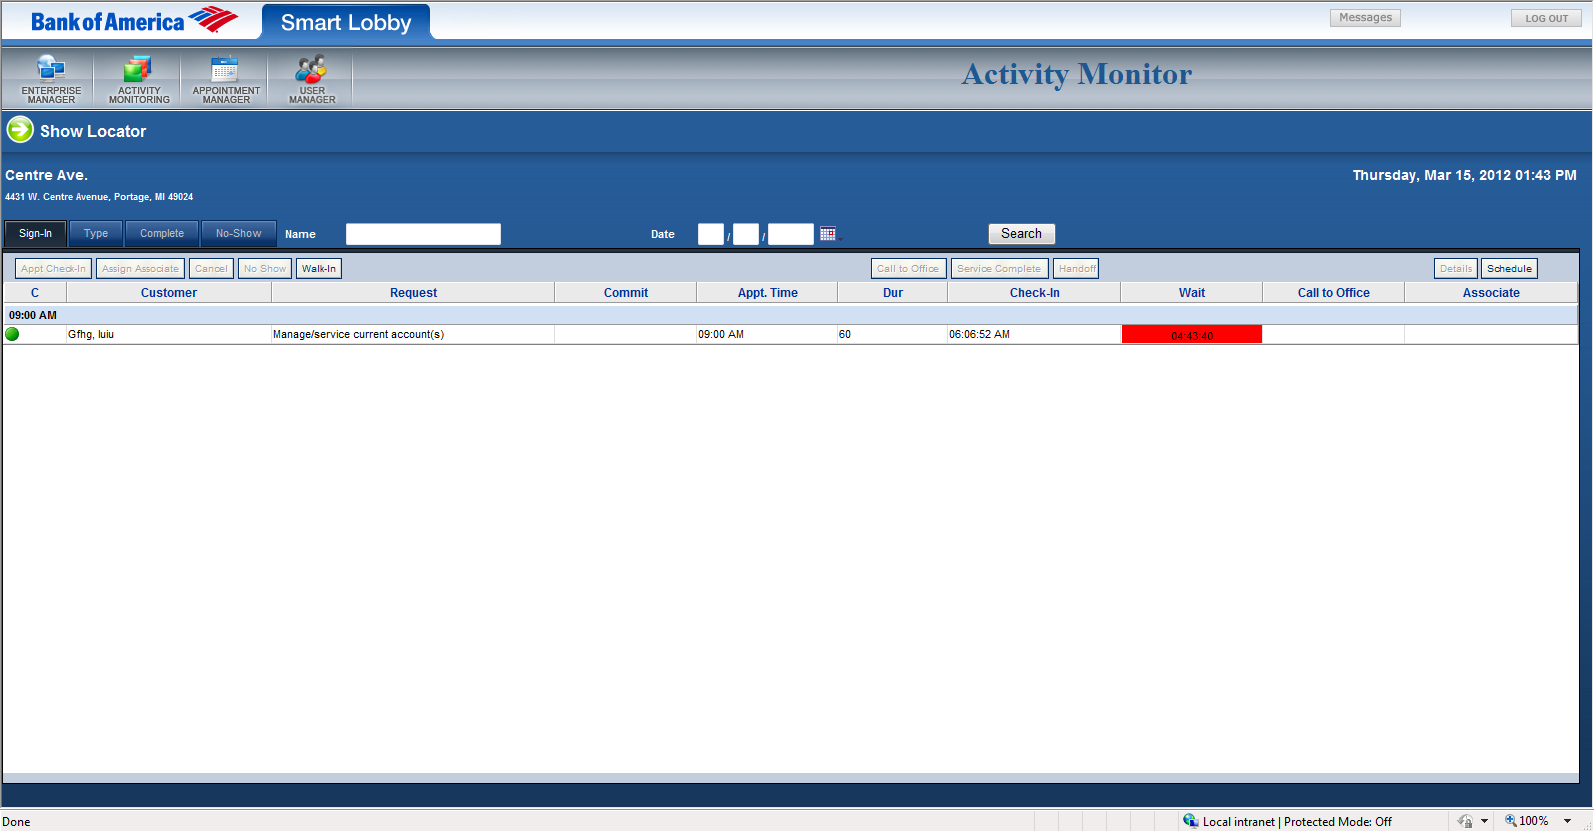 Bank of America Smart Lobby Messages LOG OUT
ENTERPRISE MANAGER ACTIVITY MONITORING APPOINTMENT MANAGER USER MANAGER Activity Monitor
Show Locator
Centre Ave. Thursday, Mar 15, 2012 01:43 PM
4431 W. Centre Avenue, Portage, MI 49024
Sign-In Type Complete No-Show Name Date / / Search
Appt Check-In Assign Associate Cancel No Show Walk-In Call to Office Service Complete Handoff Details Schedule
C Customer Request Commit Appt. Time Dur Check-In Wait Call to Office Associate
09:00 AM
Gfhg, luiu Manage/service current account(s) 09:00 AM 60 06:06:52 AM 04:43:40
Done Local intranet | Protected Mode: Off 100%